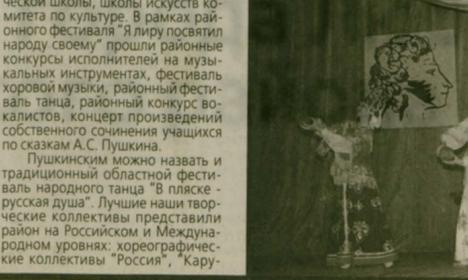 ческой школы, школы искусств ко-
митета по культуре. В рамках рай-
онного фестиваля "Я лиру посвятил
народу своему" прошли районные
конкурсы исполнителей на музы-
кальных инструментах, фестиваль
хоровой музыки, районный фести-
валь танца, районный конкурс во-
калистов, концерт произведений
собственного сочинения учащихся
по сказкам А.С. Пушкина.
Пушкинским можно назвать и
традиционный областной фести-
валь народного танца "В пляске -
русская душа". Лучшие наши твор-
ческие коллективы представили
район на Российском и Междуна-
родном уровнях: хореографичес-
кие коллективы "Россия", "Кару-